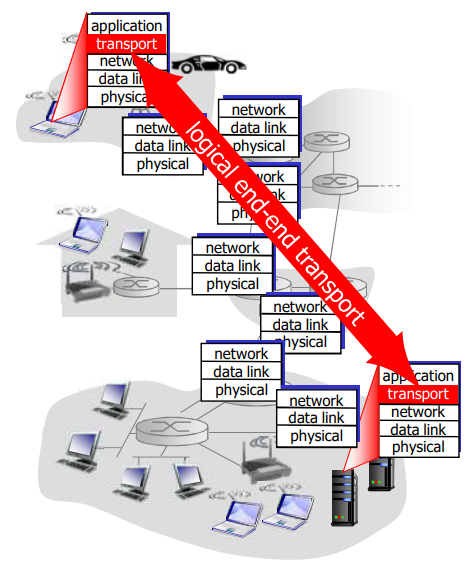 application
transport
network
data link
physical
network
data link
physical
network
data link
physical
network
data link
physical
network
data link
physical
network
data link
physical
network
data link
physical
network
data link
physical
application
transport
network
data link
physical
logical end-end transport